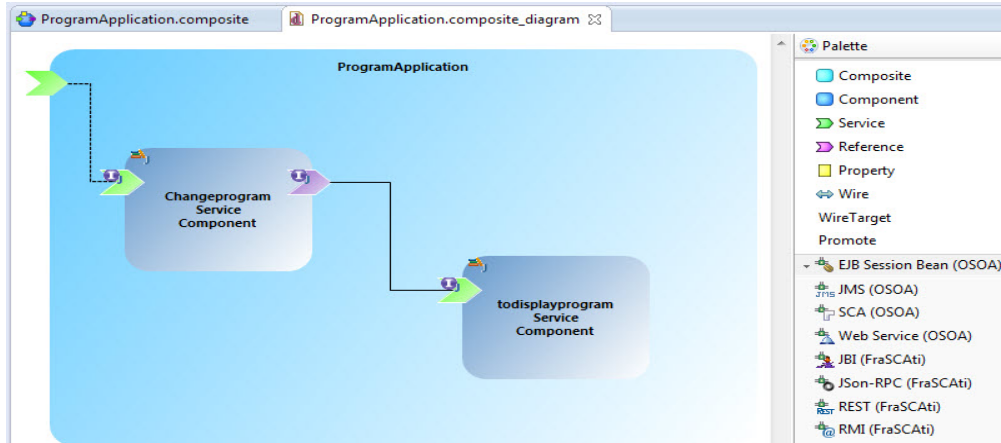 ProgramApplication.composite
ProgramApplication.composite_diagram
ProgramApplication
Changeprogram
Service
Component
todisplayprogram
Service
Component
Palette
Composite
Component
Service
Reference
Property
Wire
WireTarget
Promote
EJB Session Bean (OSOA)
JMS (OSOA)
SCA (OSOA)
Web Service (OSOA)
JBI (FraSCAti)
JSon-RPC (FraSCAti)
REST (FraSCAti)
RMI (FraSCAti)